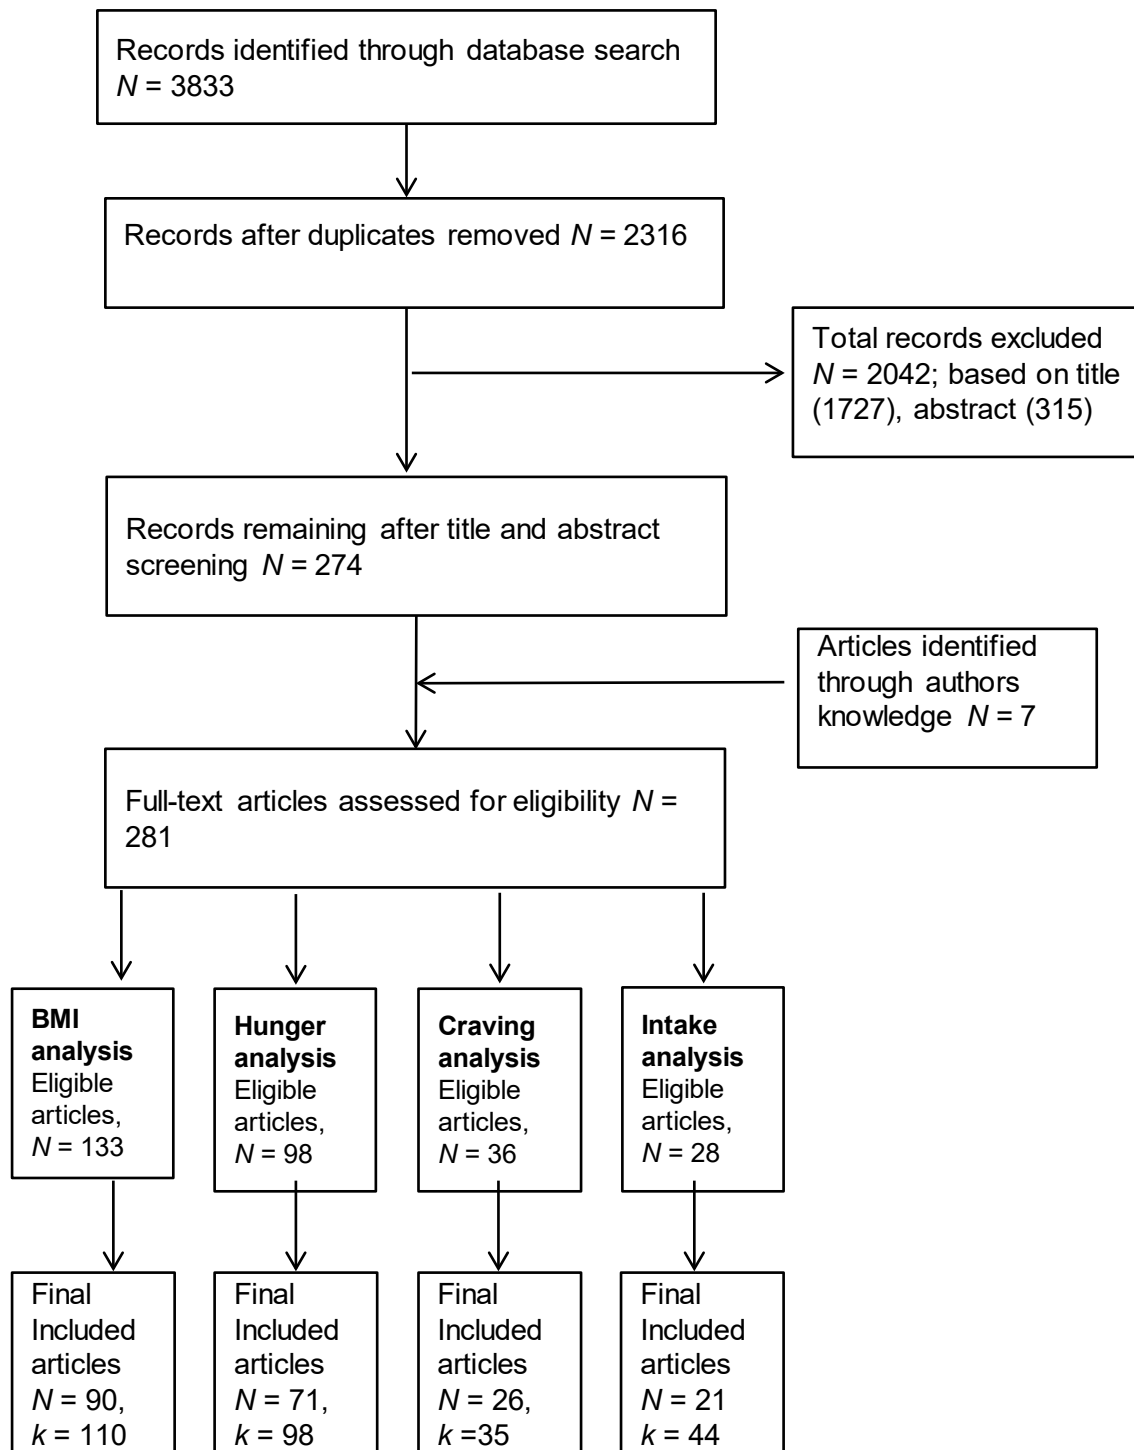 Records identified through database search
N = 3833
Records after duplicates removed N = 2316
Total records excluded
N = 2042; based on title
(1727), abstract (315)
Records remaining after title and abstract
screening N = 274
Articles identified
through authors
knowledge N = 7
Full-text articles assessed for eligibility N =
281
BMI
analysis
Eligible
articles,
N = 133
Hunger
analysis
Eligible
articles,
N = 98
Craving
analysis
Eligible
articles,
N = 36
Intake
analysis
Eligible
articles,
N = 28
Final
Included
articles
N = 90,
k = 110
Final
Included
articles
N = 71,
k = 98
Final
Included
articles
N = 26,
k =35
Final
Included
articles
N = 21
k = 44